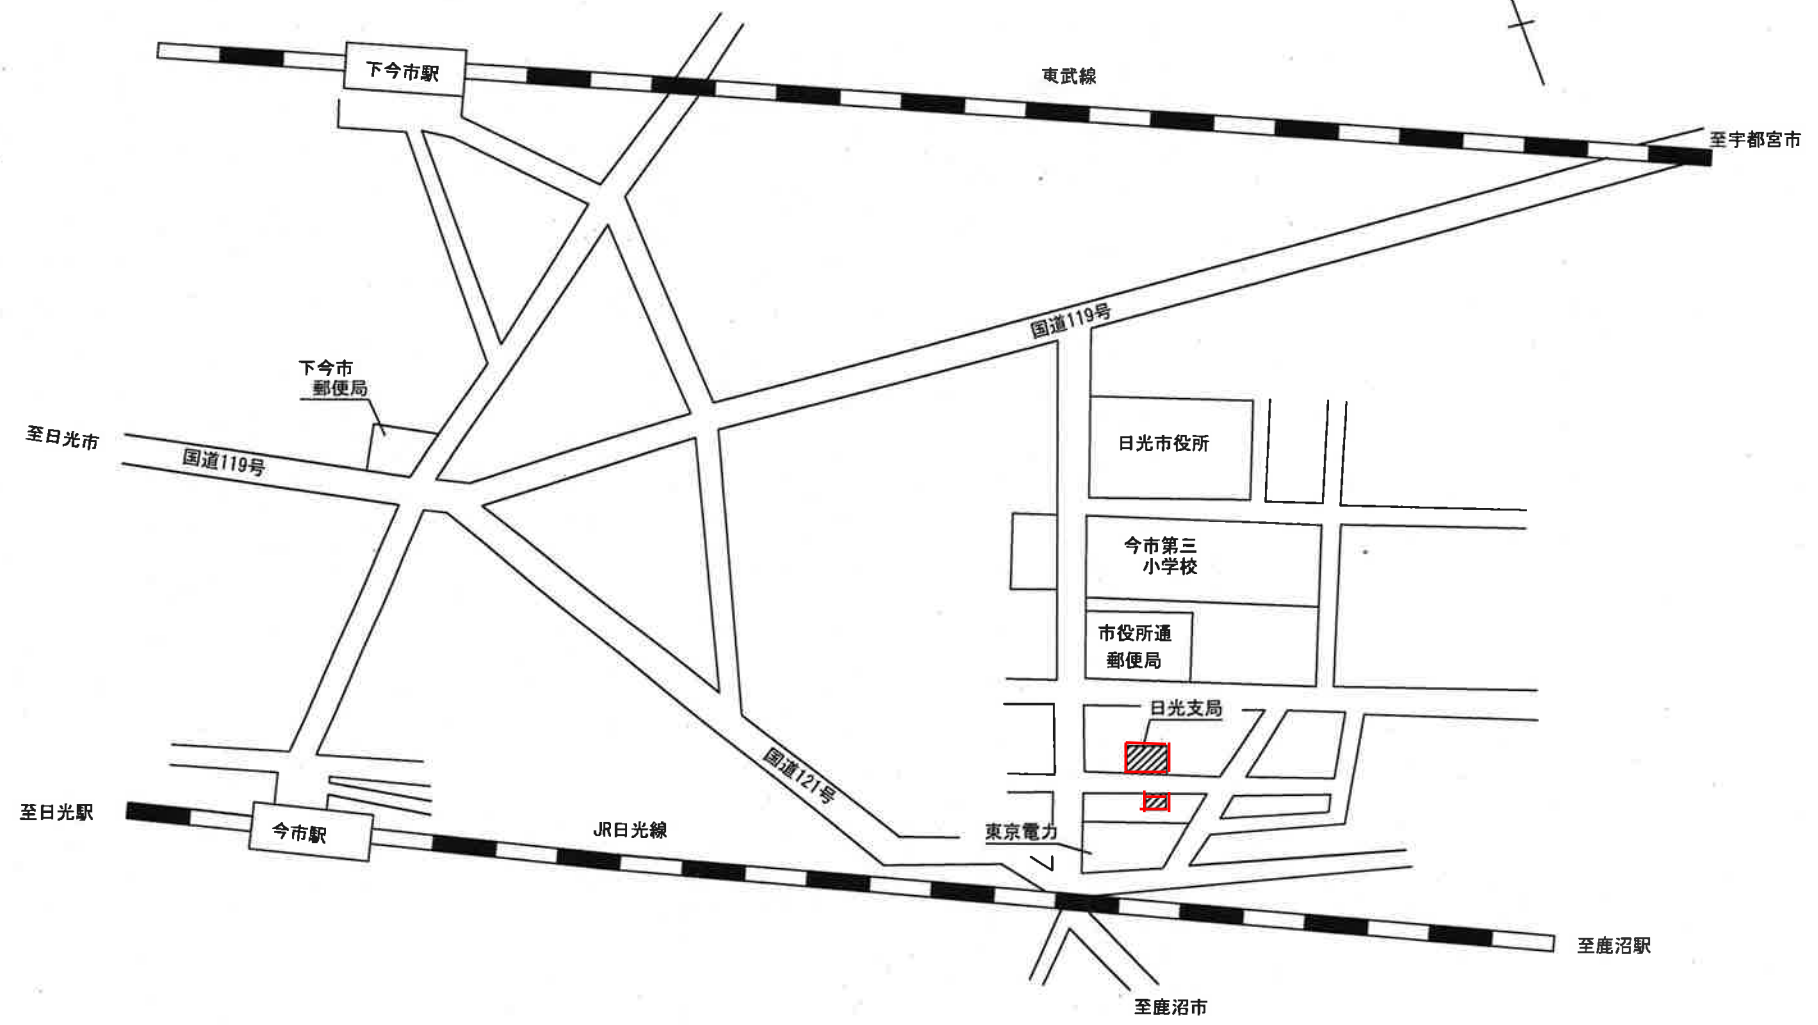 下今市駅
東武線
至宇都宮市
国道119号
下今市
郵便局
至日光市
国道119号
日光市役所
今市第三
小学校
市役所通
郵便局
日光支局
国道121号
至日光駅
今市駅
JR日光線
東京電力
至鹿沼駅
至鹿沼市